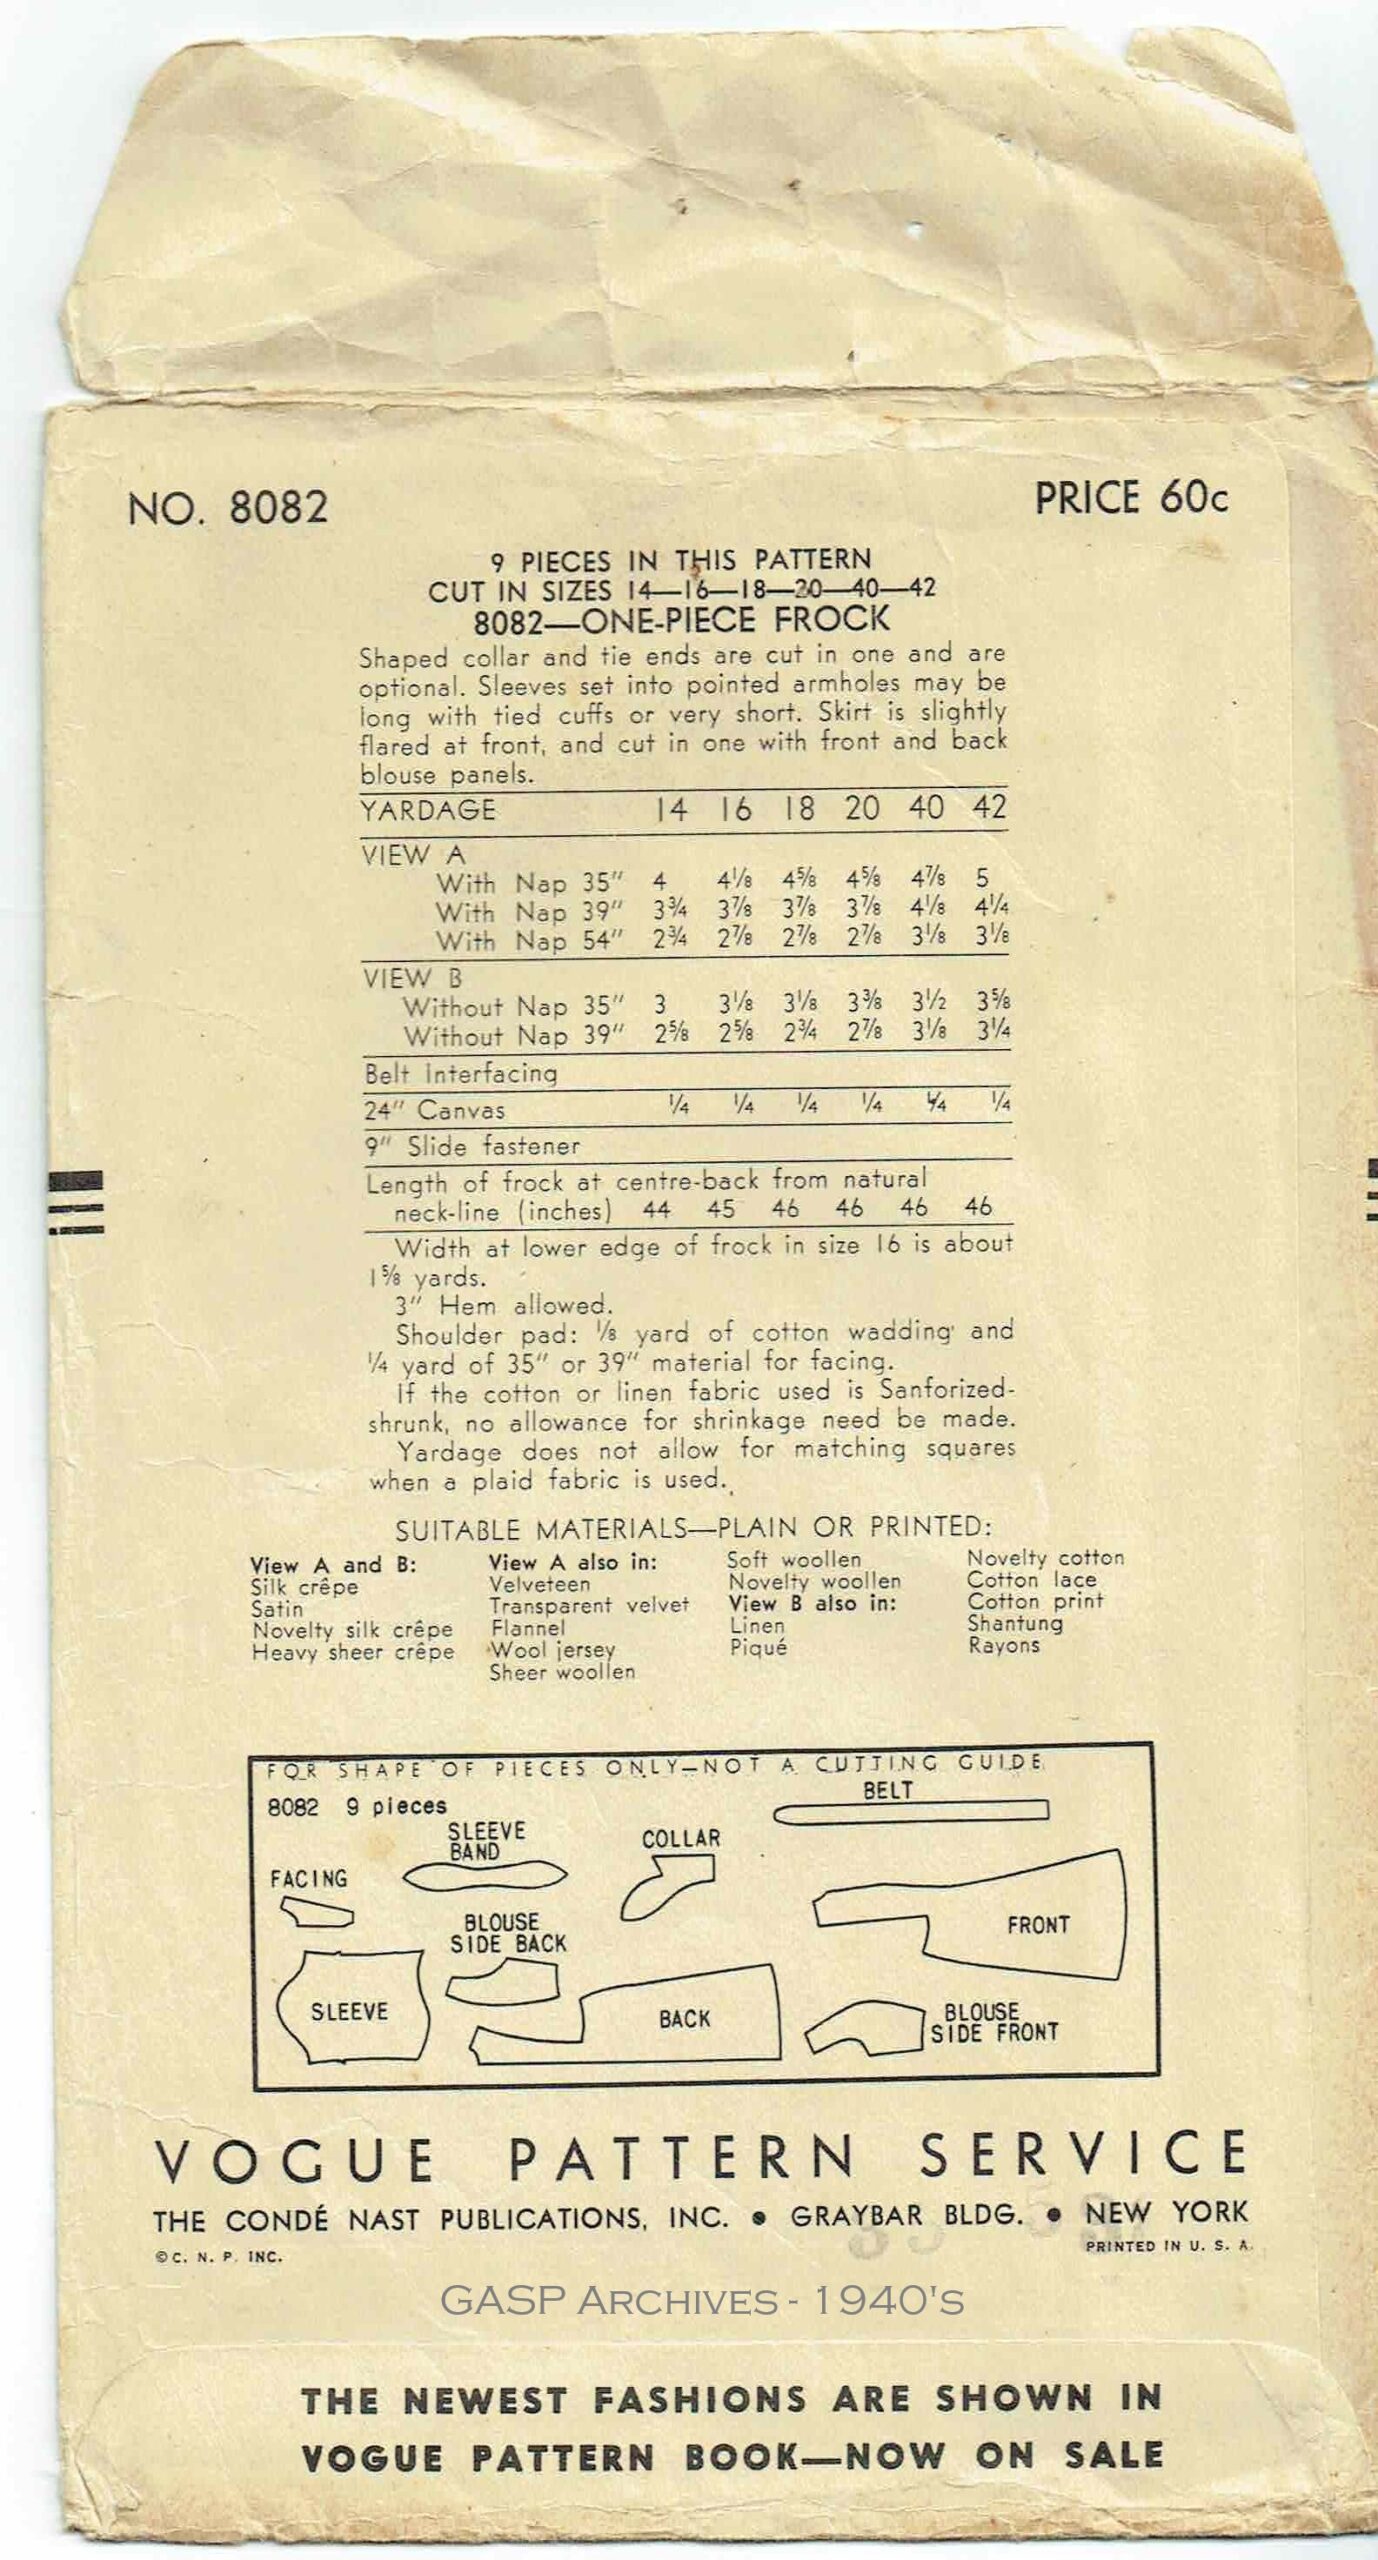 NO. 8082
PRICE 60c
9 PIECES IN THIS PATTERN
CUT IN SIZES 14—16—18—20—40—42
8082—ONE-PIECE FROCK
Shaped collar and tie ends are cut in one and are
optional. Sleeves set into pointed armholes may be
long with tied cuffs or very short. Skirt is slightly
flared at front, and cut in one with front and back
blouse panels.
YARDAGE 14 16 18 20 40 42
VIEW A
With Nap 35" 4 4⅛ 4⅝ 4⅝ 4⅞ 5
With Nap 39" 3¾ 3⅞ 3⅞ 3⅞ 4⅛ 4¼
With Nap 54" 2¾ 2⅞ 2⅞ 2⅞ 3⅛ 3⅛
VIEW B
Without Nap 35" 3 3⅛ 3⅛ 3⅜ 3½ 3⅝
Without Nap 39" 2⅝ 2⅝ 2¾ 2⅞ 3⅛ 3¼
Belt Interfacing
24" Canvas ¼ ¼ ¼ ¼ ¼ ¼
9" Slide fastener
Length of frock at centre-back from natural
neck-line (inches) 44 45 46 46 46 46
Width at lower edge of frock in size 16 is about
1⅝ yards.
3" Hem allowed.
Shoulder pad: ⅛ yard of cotton wadding and
¼ yard of 35" or 39" material for facing.
If the cotton or linen fabric used is Sanforized-
shrunk, no allowance for shrinkage need be made.
Yardage does not allow for matching squares
when a plaid fabric is used.
SUITABLE MATERIALS—PLAIN OR PRINTED:
View A and B:
Silk crêpe
Satin
Novelty silk crêpe
Heavy sheer crêpe
View A also in:
Velveteen
Transparent velvet
Flannel
Wool jersey
Sheer woollen
Soft woollen
Novelty woollen
View B also in:
Linen
Piqué
Novelty cotton
Cotton lace
Cotton print
Shantung
Rayons
FOR SHAPE OF PIECES ONLY—NOT A CUTTING GUIDE
8082 9 pieces
BELT
SLEEVE
BAND
COLLAR
FACING
BLOUSE
SIDE BACK
FRONT
SLEEVE
BACK
BLOUSE
SIDE FRONT
VOGUE PATTERN SERVICE
THE CONDÉ NAST PUBLICATIONS, INC. • GRAYBAR BLDG. • NEW YORK
© C. N. P. INC.
PRINTED IN U. S. A.
GASP ARCHIVES - 1940'S
THE NEWEST FASHIONS ARE SHOWN IN
VOGUE PATTERN BOOK—NOW ON SALE